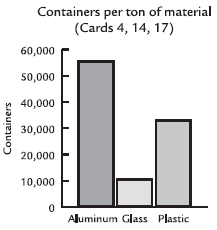 Containers per ton of material
(Cards 4, 14, 17)
60,000
50,000
40,000
30,000
20,000
10,000
0
Containers
Aluminum Glass Plastic